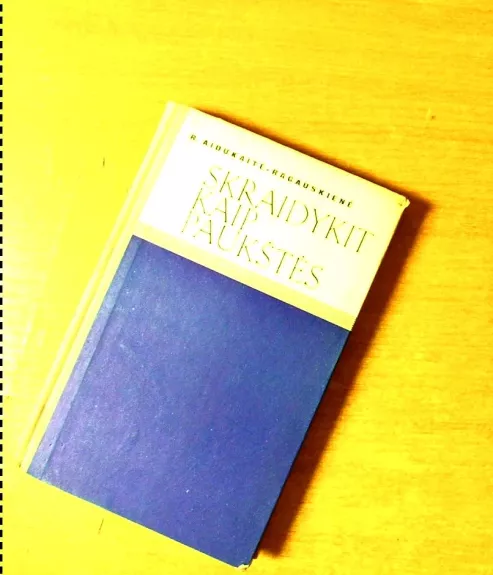 R. AIDUKAITĖ-RAGAUSKIENĖ
SKRAIDYKIT
KAIP
PAUKŠTĖS